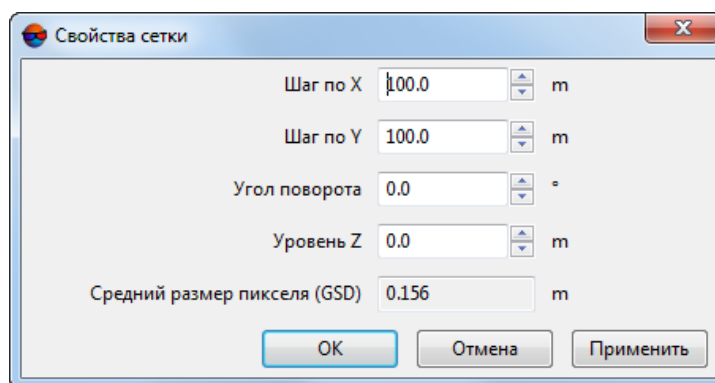 Свойства сетки
Шаг по X 100.0 m
Шаг по Y 100.0 m
Угол поворота 0.0 °
Уровень Z 0.0 m
Средний размер пикселя (GSD) 0.156 m
OK Отмена Применить